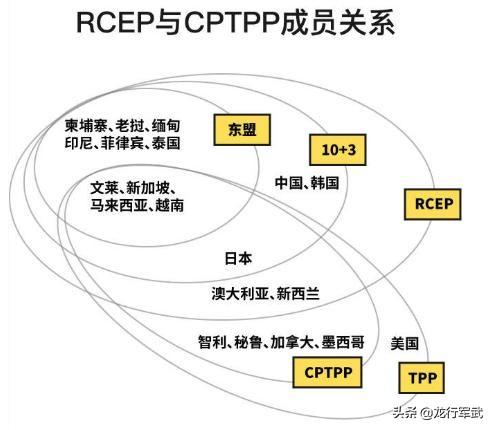 RCEP与CPTPP成员关系
柬埔寨、老挝、缅甸
印尼、菲律宾、泰国
东盟
10+3
文莱、新加坡、
马来西亚、越南
中国、韩国
RCEP
日本
澳大利亚、新西兰
智利、秘鲁、加拿大、墨西哥
美国
CPTPP
TPP
头条 @龙行军武